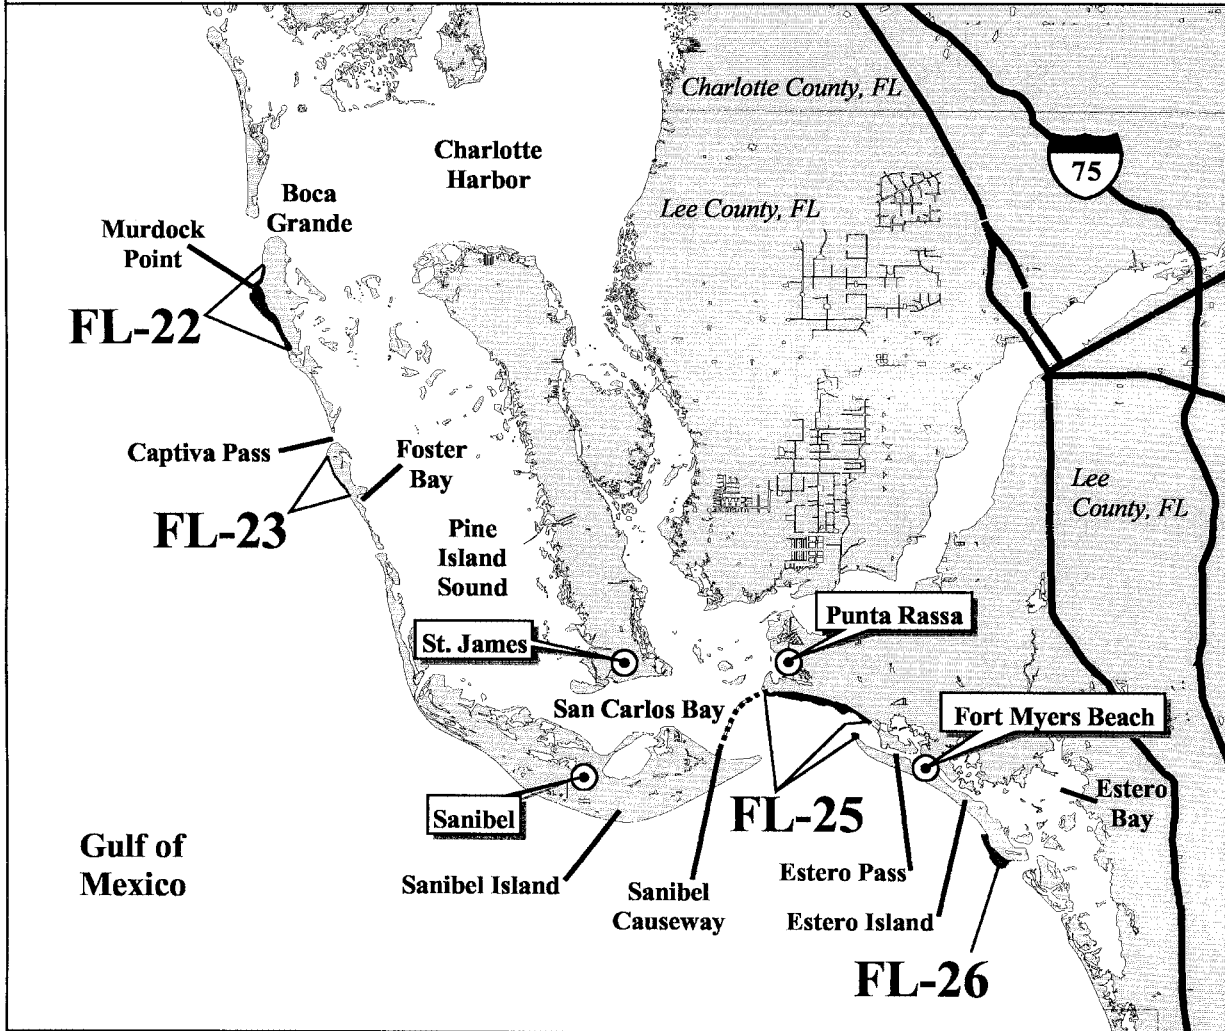 Charlotte County, FL
75
Charlotte
Harbor
Boca
Grande
Lee County, FL
Murdock
Point
FL-22
Captiva Pass
Foster
Bay
Lee
County, FL
FL-23
Pine
Island
Sound
Punta Rassa
St. James
San Carlos Bay
Fort Myers Beach
Estero
Bay
Sanibel
FL-25
Gulf of
Mexico
Sanibel Island
Sanibel
Causeway
Estero Pass
Estero Island
FL-26